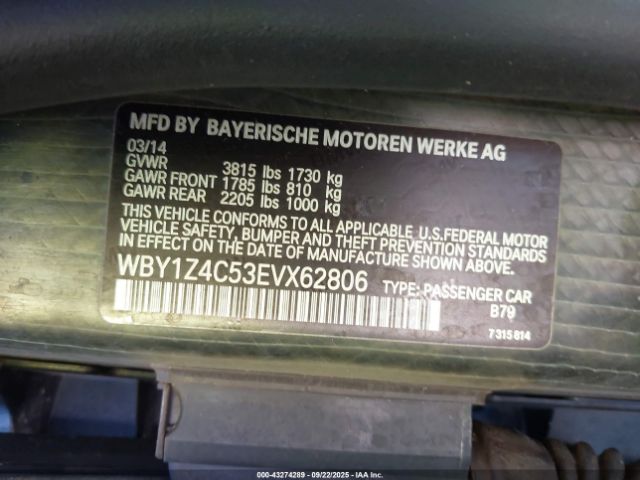 MFD BY BAYERISCHE MOTOREN WERKE AG
03/14
GVWR 3815 lbs 1730 kg
GAWR FRONT 1785 lbs 810 kg
GAWR REAR 2205 lbs 1000 kg
THIS VEHICLE CONFORMS TO ALL APPLICABLE U.S.FEDERAL MOTOR
VEHICLE SAFETY, BUMPER AND THEFT PREVENTION STANDARDS
IN EFFECT ON THE DATE OF MANUFACTURE SHOWN ABOVE.
WBY1Z4C53EVX62806 TYPE: PASSENGER CAR
B79
7315814
000-43274289 - 09/22/2025 - IAA, Inc.